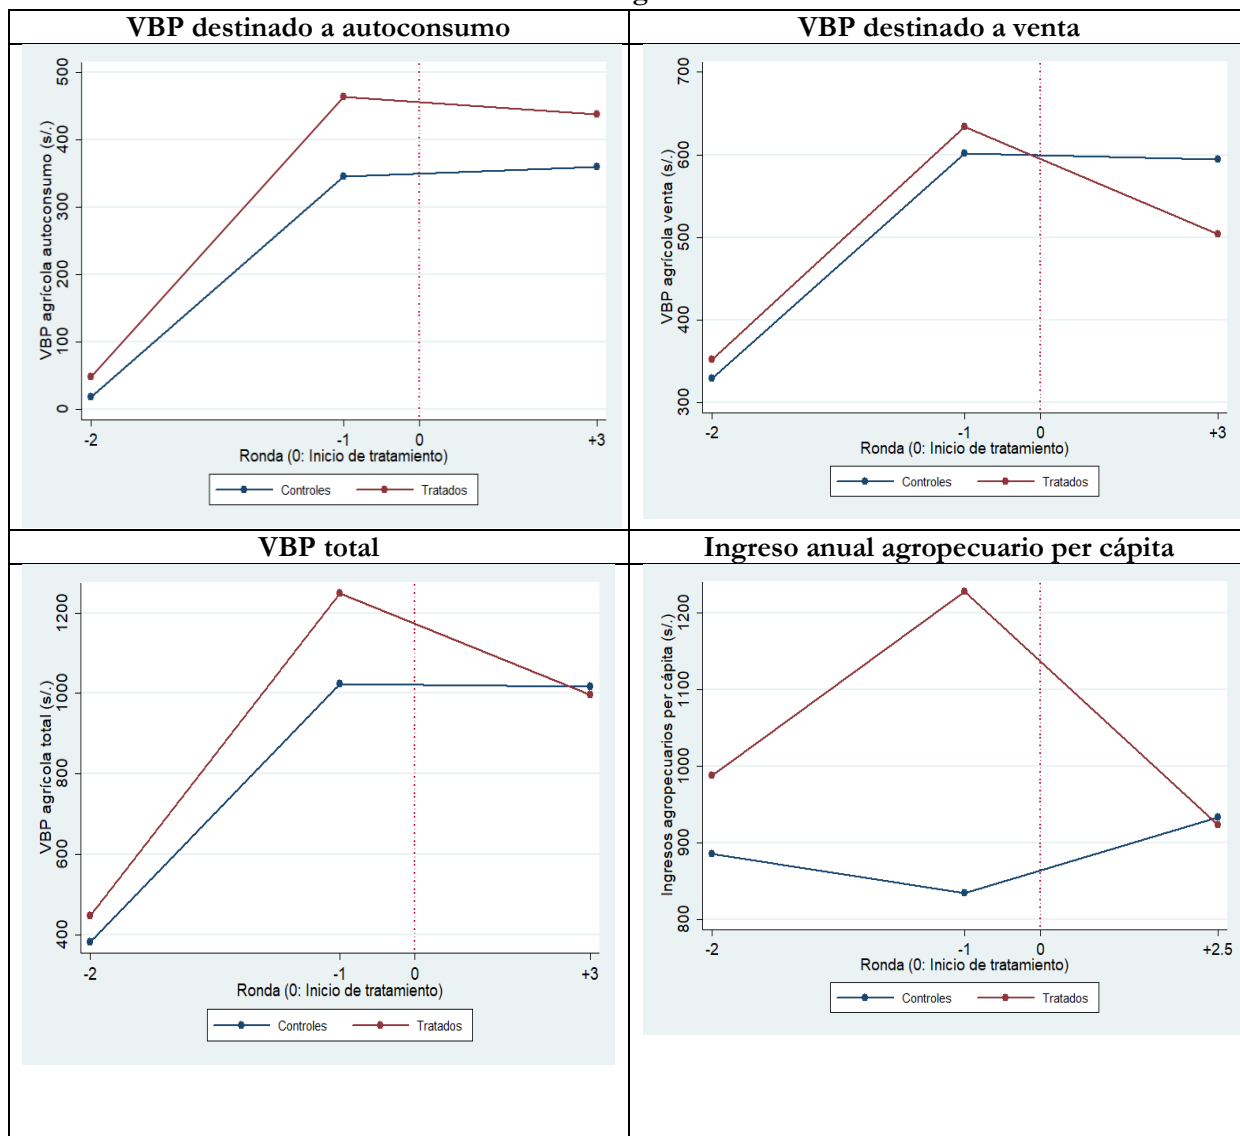 VBP destinado a autoconsumo
VBP destinado a venta
VBP agrícola autoconsumo (s/.)
500
400
300
200
100
0
-2
-1
0
+3
Ronda (0: Inicio de tratamiento)
Controles
Tratados
VBP agrícola venta (s/.)
700
600
500
400
300
-2
-1
0
+3
Ronda (0: Inicio de tratamiento)
Controles
Tratados
VBP total
Ingreso anual agropecuario per cápita
VBP agrícola total (s/.)
1200
1000
800
600
400
-2
-1
0
+3
Ronda (0: Inicio de tratamiento)
Controles
Tratados
Ingresos agropecuarios per cápita (s/.)
1200
1100
1000
900
800
-2
-1
0
+2.5
Ronda (0: Inicio de tratamiento)
Controles
Tratados